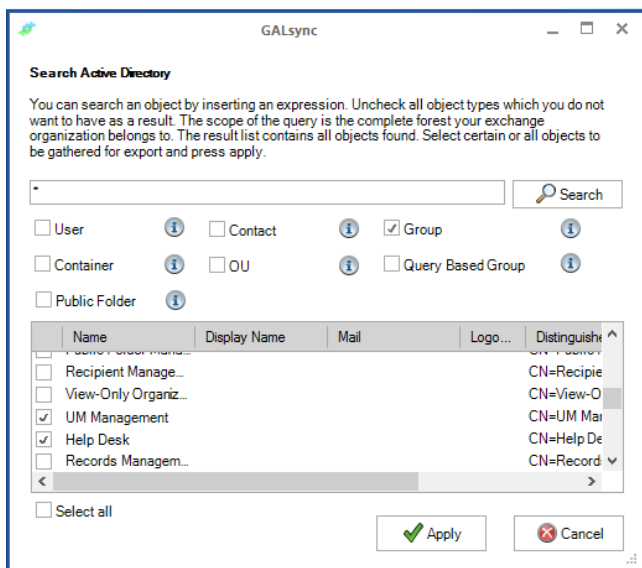 GALsync
Search Active Directory
You can search an object by inserting an expression. Uncheck all object types which you do not
want to have as a result. The scope of the query is the complete forest your exchange
organization belongs to. The result list contains all objects found. Select certain or all objects to
be gathered for export and press apply.
* Search
User Contact Group
Container OU Query Based Group
Public Folder
Name Display Name Mail Logo... Distinguishe
Recipient Manage... CN=Recipie
View-Only Organiz... CN=View-O
UM Management CN=UM Mar
Help Desk CN=Help De
Records Managem... CN=Record
Select all
Apply Cancel